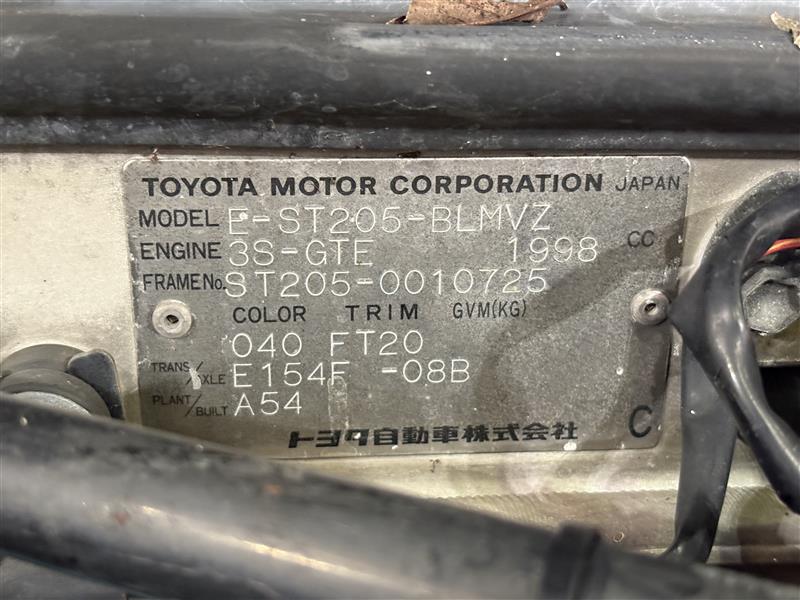 TOYOTA MOTOR CORPORATION JAPAN
MODEL E-ST205-BLMVZ
ENGINE 3S-GTE 1998 CC
FRAME No. ST205-0010725
COLOR TRIM GVM(KG)
040 FT20
TRANS/AXLE E154F -08B
PLANT/BUILT A54
トヨタ自動車株式会社 C